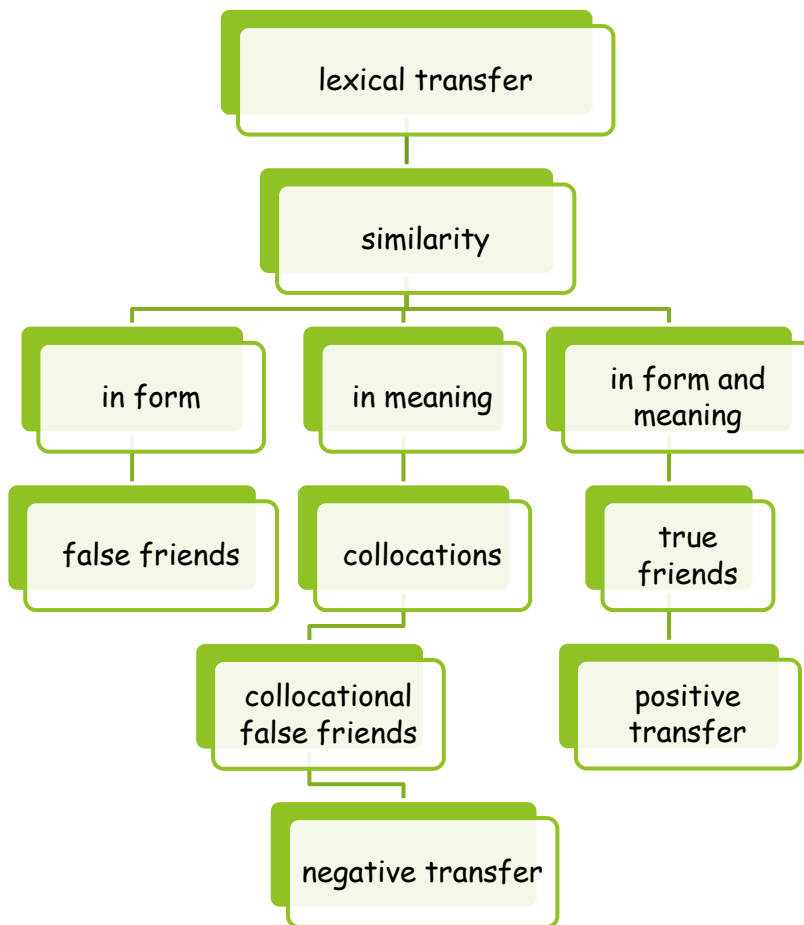 lexical transfer
similarity
in form
in meaning
in form and
meaning
false friends
collocations
true
friends
collocational
false friends
positive
transfer
negative transfer